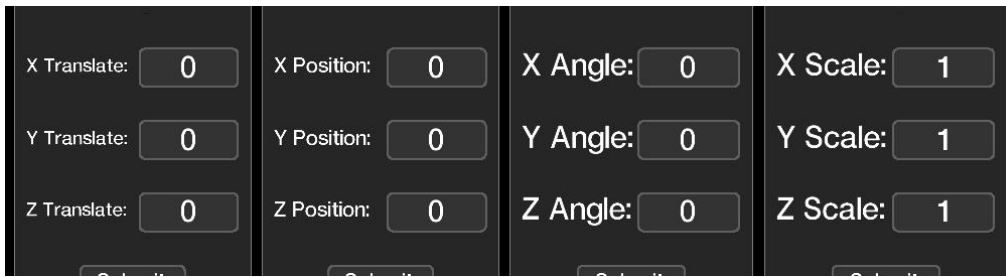 X Translate: 0
Y Translate: 0
Z Translate: 0
X Position: 0
Y Position: 0
Z Position: 0
X Angle: 0
Y Angle: 0
Z Angle: 0
X Scale: 1
Y Scale: 1
Z Scale: 1